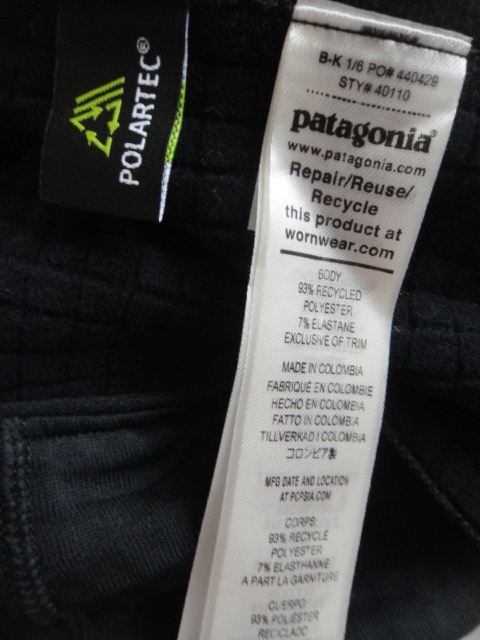 POLARTEC®
B-K 1/6 PO# 440429
STY# 40110
patagonia®
www.patagonia.com
Repair/Reuse/
Recycle
this product at
wornwear.com
BODY:
93% RECYCLED
POLYESTER
7% ELASTANE
EXCLUSIVE OF TRIM
MADE IN COLOMBIA
FABRIQUÉ EN COLOMBIE
HECHO EN COLOMBIA
FATTO IN COLOMBIA
TILLVERKAD I COLOMBIA
コロンビア製
MFG DATE AND LOCATION
AT PCPSIA.COM
CORPS:
93% RECYCLÉ
POLYESTER
7% ELASTHANNE
A PART LA GARNITURE
CUERPO:
93% POLIÉSTER
RECICLADO